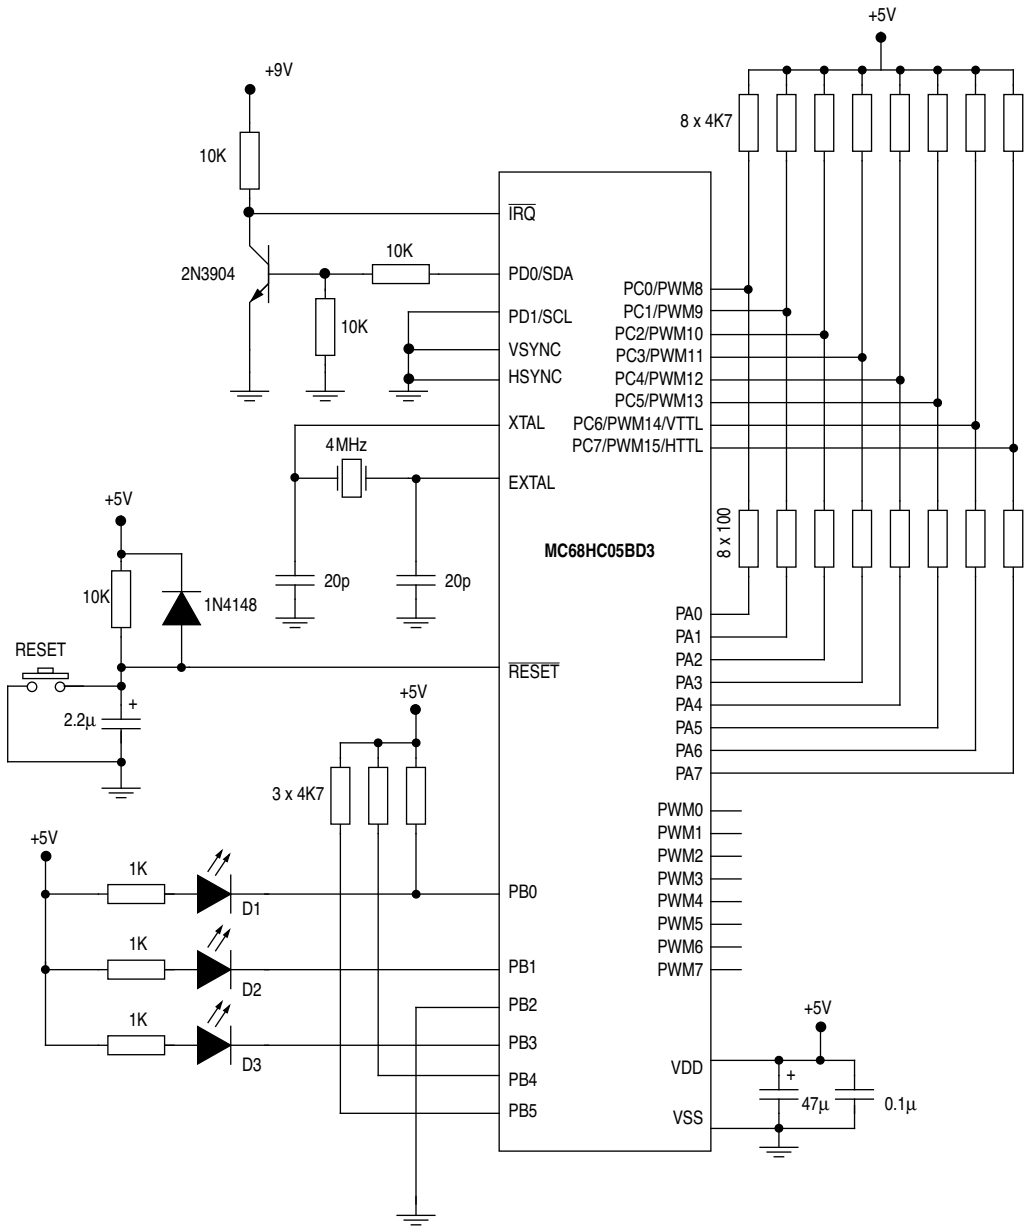 +5V
+9V
8 x 4K7
10K
IRQ
2N3904
10K
PD0/SDA
PC0/PWM8
10K
PD1/SCL
PC1/PWM9
PC2/PWM10
VSYNC
PC3/PWM11
HSYNC
PC4/PWM12
PC5/PWM13
XTAL
PC6/PWM14/VTTL
4MHz
PC7/PWM15/HTTL
EXTAL
+5V
8 x 100
MC68HC05BD3
20p
20p
10K
1N4148
PA0
PA1
RESET
PA2
RESET
PA3
+5V
+
PA4
2.2µ
PA5
PA6
PA7
3 x 4K7
PWM0
+5V
PWM1
PWM2
1K
PWM3
PB0
PWM4
D1
PWM5
1K
PWM6
PB1
PWM7
D2
PB2
+5V
1K
PB3
D3
VDD
+
PB4
47µ
0.1µ
PB5
VSS